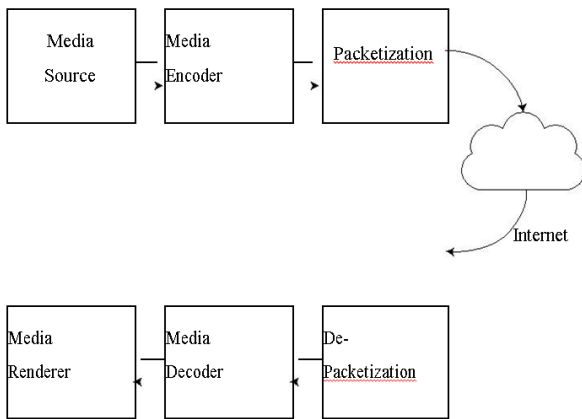 Media
Source
Media
Encoder
Packetization
Internet
Media
Renderer
Media
Decoder
De-
Packetization